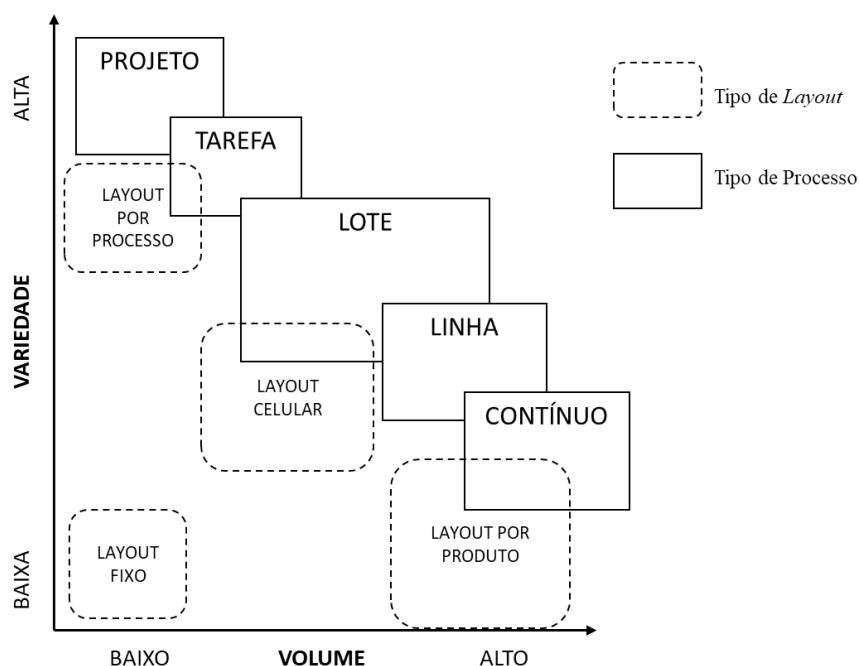 PROJETO
TAREFA
LAYOUT
POR
PROCESSO
LOTE
LINHA
LAYOUT
CELULAR
CONTÍNUO
LAYOUT POR
PRODUTO
LAYOUT
FIXO
ALTA
VARIEDADE
BAIXA
BAIXO
VOLUME
ALTO
Tipo de Layout
Tipo de Processo